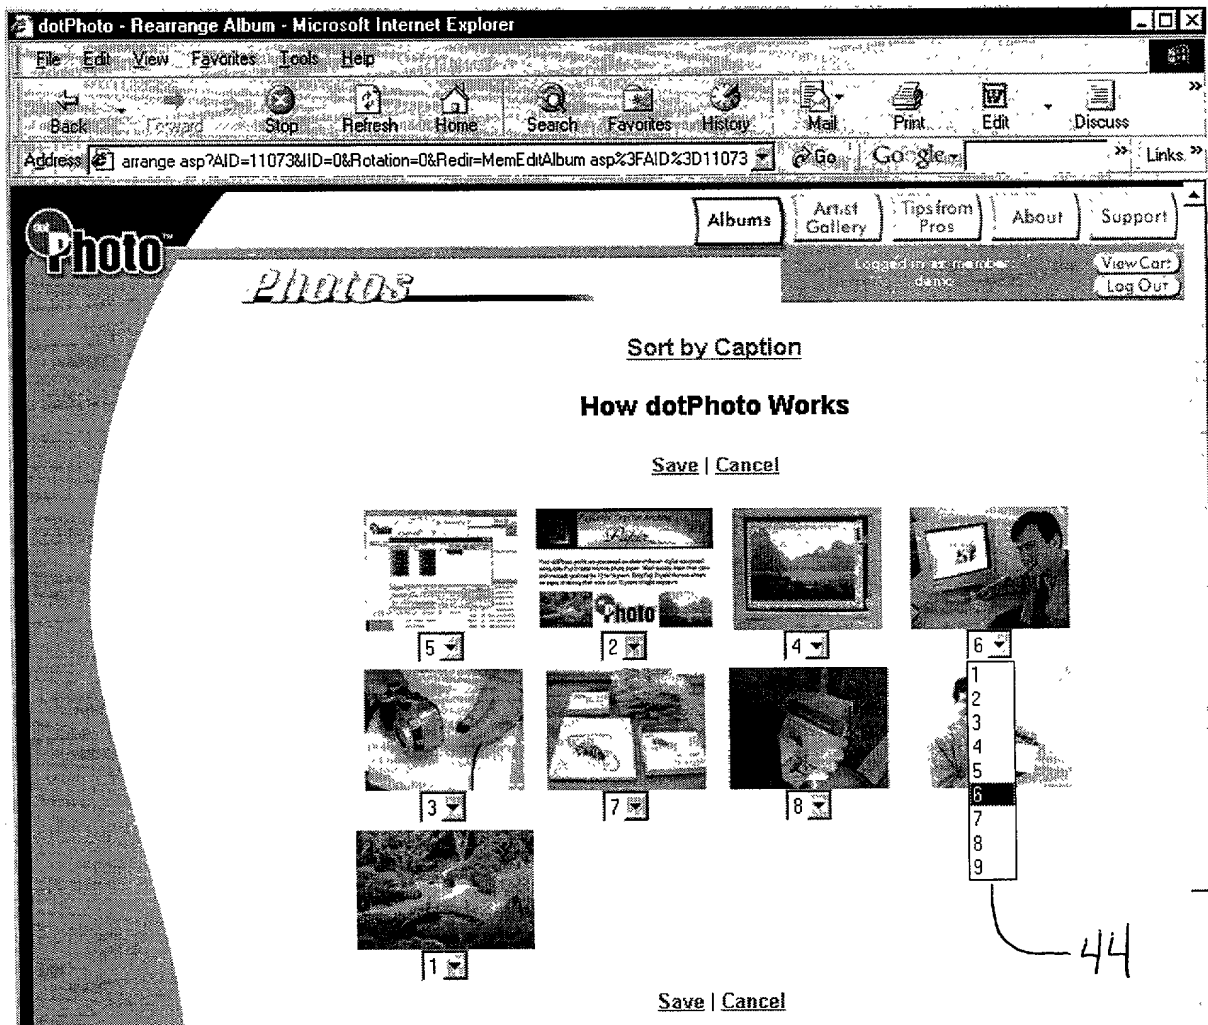 dotPhoto - Rearrange Album - Microsoft Internet Explorer
File Edit View Favorites Tools Help
Back Forward Stop Refresh Home Search Favorites History Mail Print Edit Discuss »
Address arrange asp?AID=11073&IID=0&Rotation=0&Redir=MemEditAlbum asp%3FAID%3D11073 Go Google » Links »
Albums Artist Gallery Tips from Pros About Support
dotPhoto™
Photos
Logged in as member demo
View Cart
Log Out
Sort by Caption
How dotPhoto Works
Save | Cancel
Photo
5 2 4 6
1
2
3
4
5
6
7
8
9
3 7 8
1
44
Save | Cancel